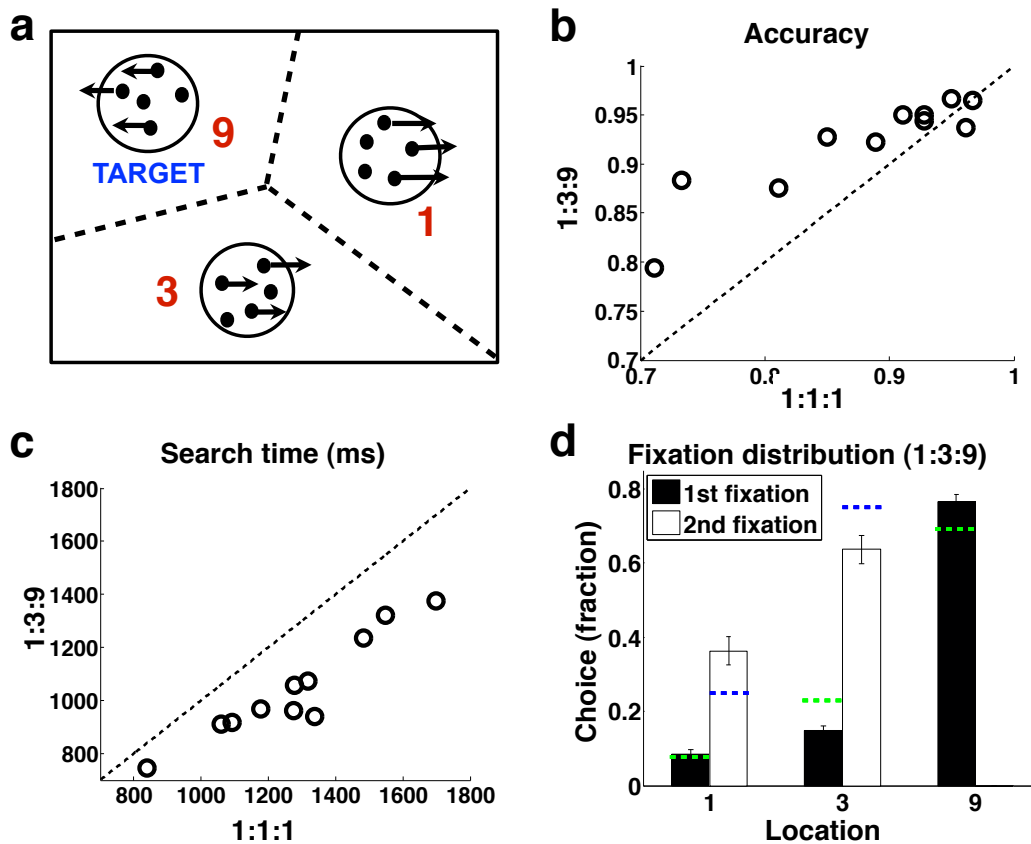 a
9
TARGET
1
3
b
Accuracy
1
0.95
0.9
0.85
0.8
0.75
0.7
1:3:9
0.7
0.9
1
1:1:1
c
Search time (ms)
1800
1600
1400
1200
1000
800
1:3:9
800 1000 1200 1400 1600 1800
1:1:1
d
Fixation distribution (1:3:9)
1st fixation
2nd fixation
0.8
0.6
0.4
0.2
0
Choice (fraction)
1 3 9
Location